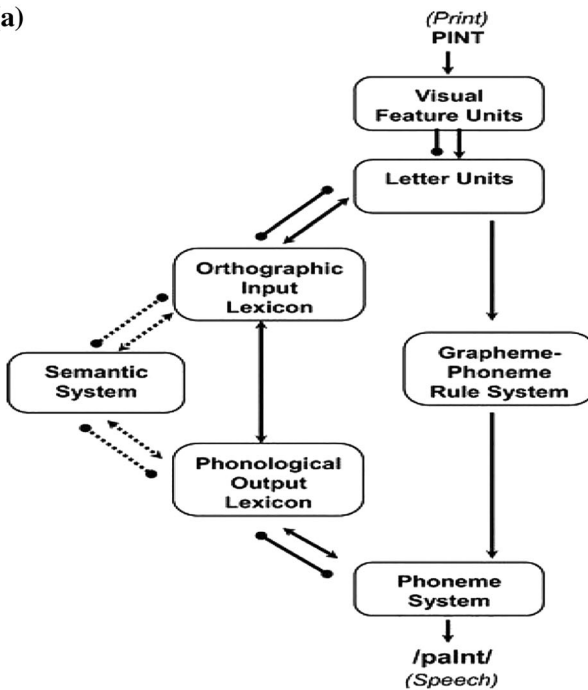 a)
(Print)
PINT
Visual
Feature Units
Letter Units
Orthographic
Input
Lexicon
Semantic
System
Grapheme-
Phoneme
Rule System
Phonological
Output
Lexicon
Phoneme
System
/paInt/
(Speech)